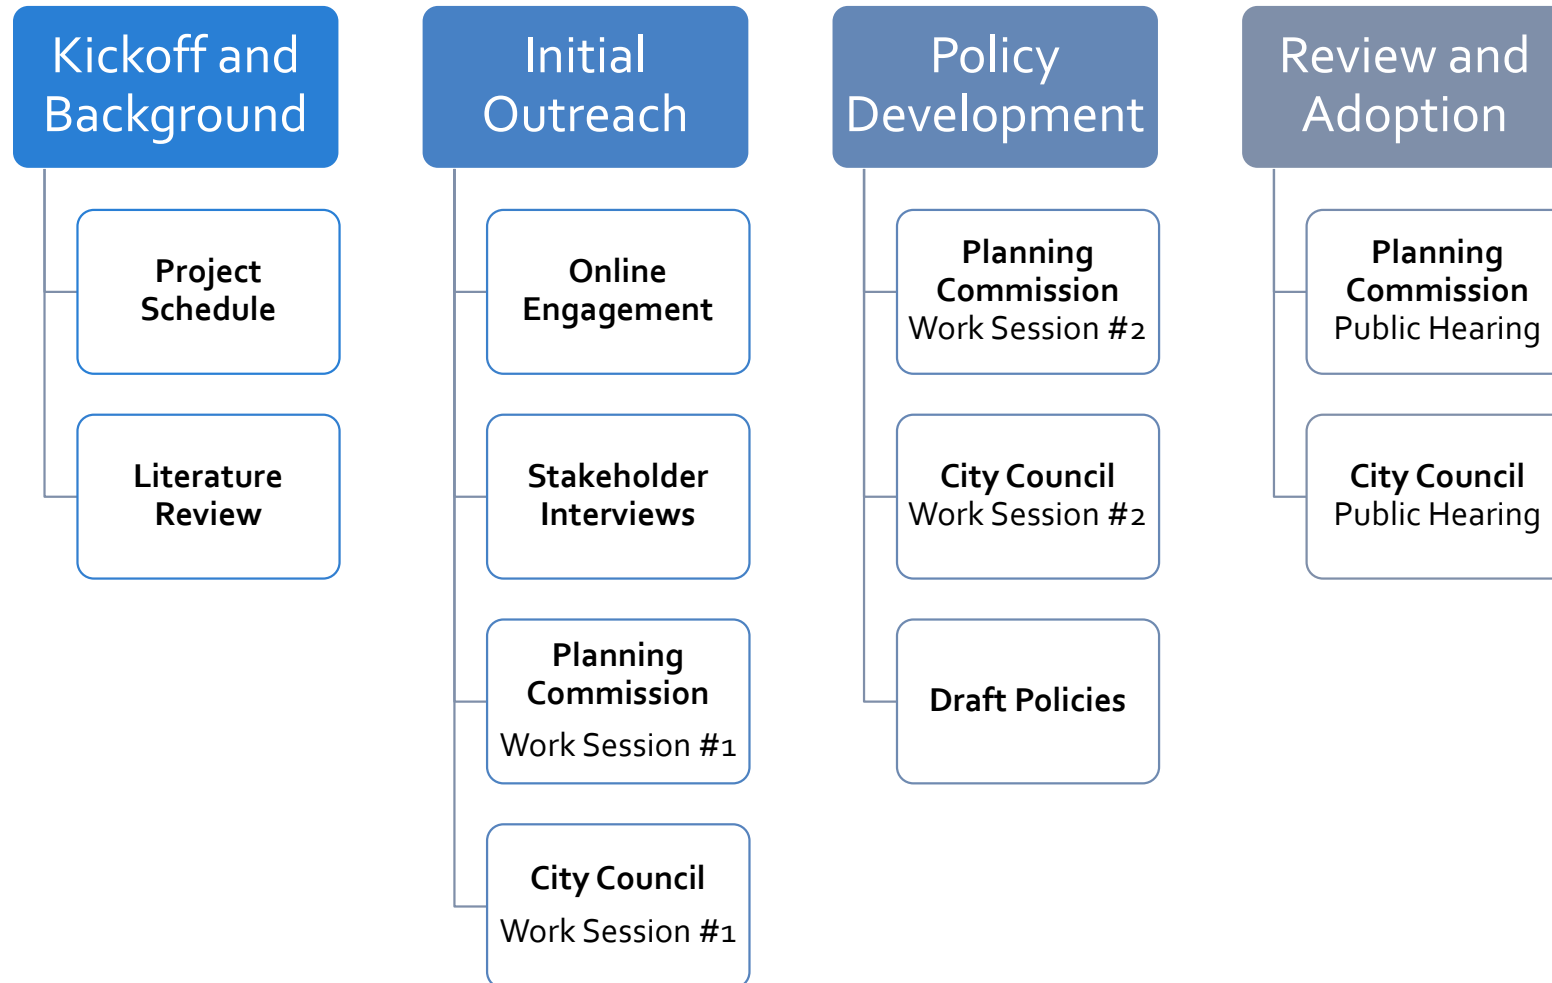 Kickoff and
Background
Project
Schedule
Literature
Review
Initial
Outreach
Online
Engagement
Stakeholder
Interviews
Planning
Commission
Work Session #1
City Council
Work Session #1
Policy
Development
Planning
Commission
Work Session #2
City Council
Work Session #2
Draft Policies
Review and
Adoption
Planning
Commission
Public Hearing
City Council
Public Hearing